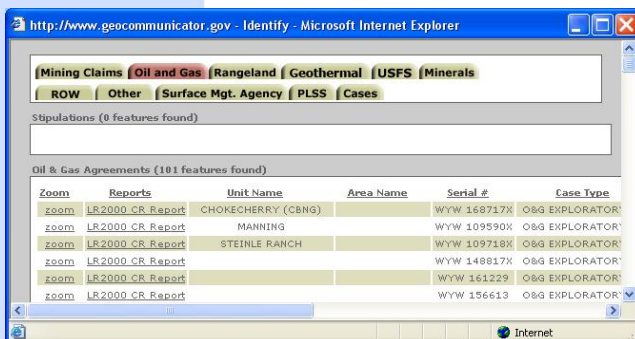 http://www.geocommunicator.gov - Identify - Microsoft Internet Explorer
Mining Claims Oil and Gas Rangeland Geothermal USFS Minerals
ROW Other Surface Mgt. Agency PLSS Cases
Stipulations (0 features found)
Oil & Gas Agreements (101 features found)
Zoom Reports Unit Name Area Name Serial # Case Type
zoom LR2000 CR Report CHOKECHERRY (CBNG) WYW 168717X O&G EXPLORATORY
zoom LR2000 CR Report MANNING WYW 109590X O&G EXPLORATORY
zoom LR2000 CR Report STEINLE RANCH WYW 109718X O&G EXPLORATORY
zoom LR2000 CR Report WYW 148817X O&G EXPLORATORY
zoom LR2000 CR Report WYW 161229 O&G EXPLORATORY
zoom LR2000 CR Report WYW 156613 O&G EXPLORATORY
Internet